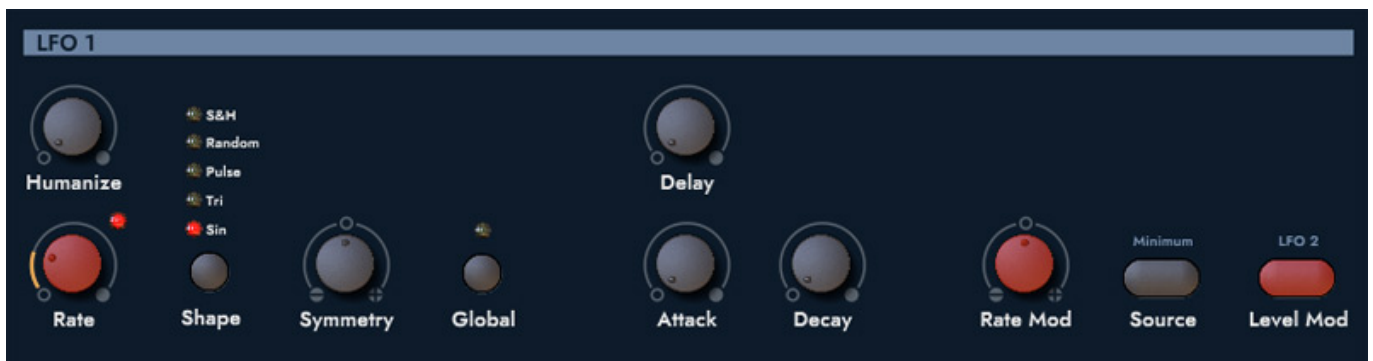 LFO 1
S&H
Random
Pulse
Tri
Sin
Humanize
Delay
Minimum
LFO 2
Rate
Shape
Symmetry
Global
Attack
Decay
Rate Mod
Source
Level Mod